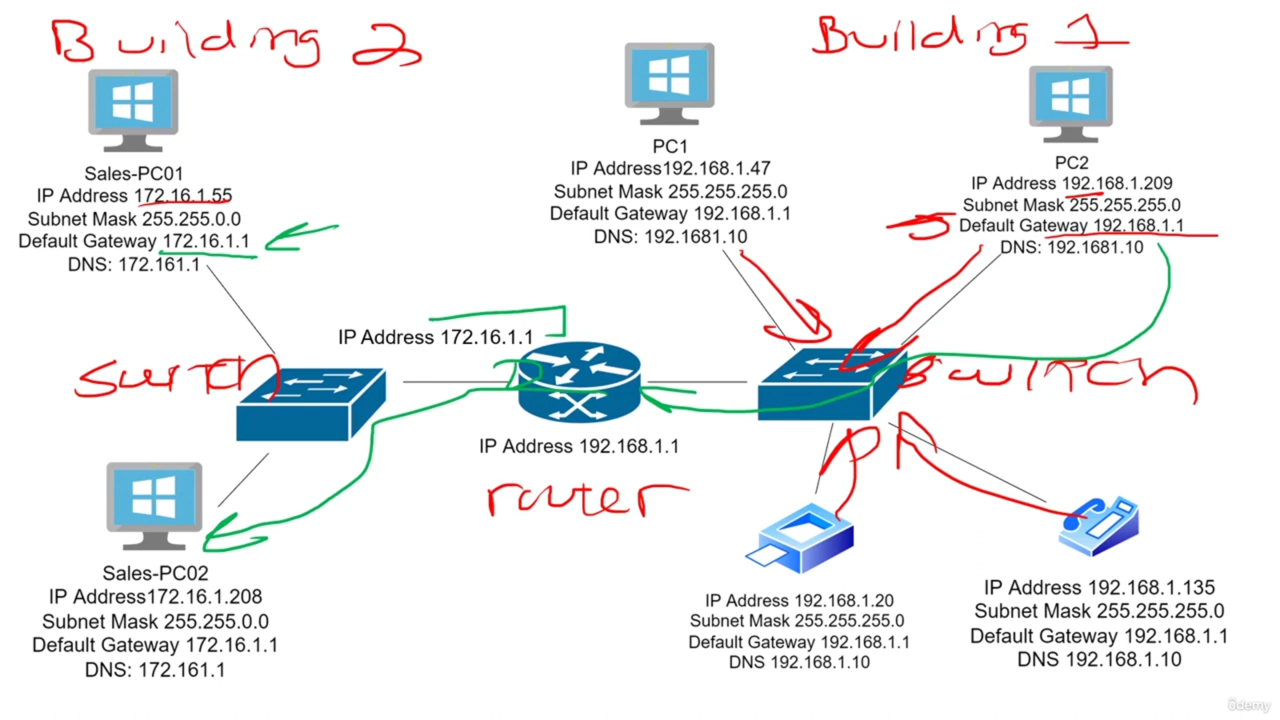 Building 2
Building 1
Sales-PC01
IP Address 172.16.1.55
Subnet Mask 255.255.0.0
Default Gateway 172.16.1.1
DNS: 172.161.1
PC1
IP Address192.168.1.47
Subnet Mask 255.255.255.0
Default Gateway 192.168.1.1
DNS: 192.1681.10
PC2
IP Address 192.168.1.209
Subnet Mask 255.255.255.0
Default Gateway 192.168.1.1
DNS: 192.1681.10
IP Address 172.16.1.1
Switch
Switch
IP Address 192.168.1.1
router
Sales-PC02
IP Address172.16.1.208
Subnet Mask 255.255.0.0
Default Gateway 172.16.1.1
DNS: 172.161.1
IP Address 192.168.1.20
Subnet Mask 255.255.255.0
Default Gateway 192.168.1.1
DNS 192.168.1.10
IP Address 192.168.1.135
Subnet Mask 255.255.255.0
Default Gateway 192.168.1.1
DNS 192.168.1.10
ûdemy